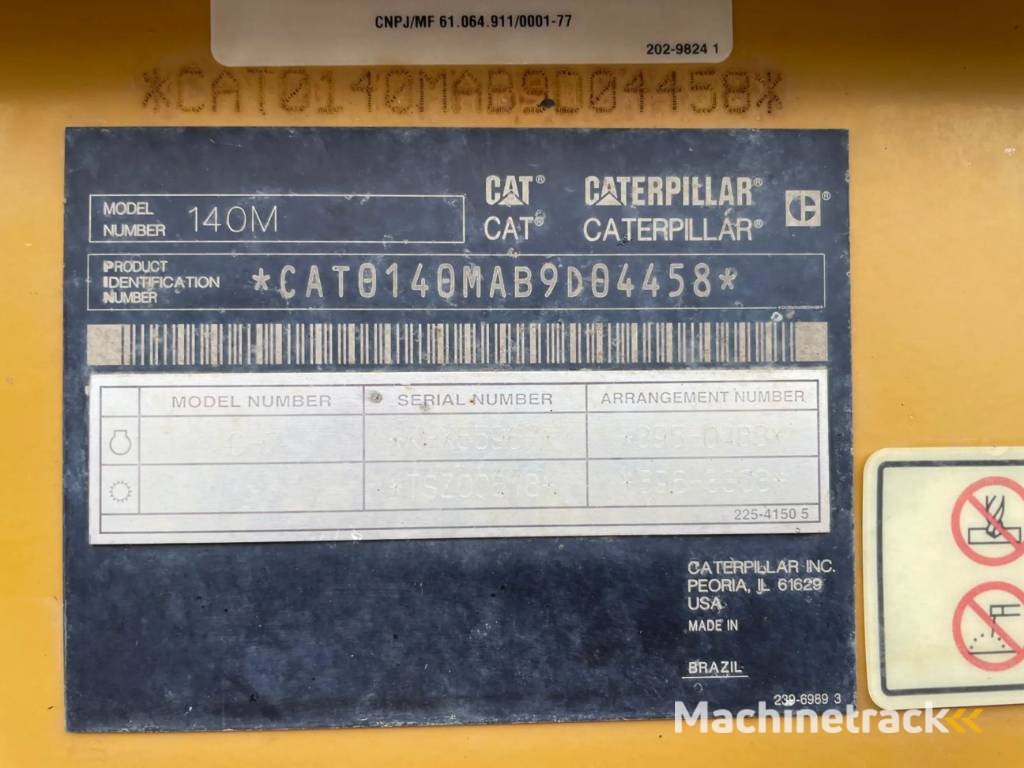 CNPJ/MF 61.064.911/0001-77
202-9824 1
*CAT0140MAB9D04458*
CAT® CATERPILLAR®
CAT® CATERPILLAR®
MODEL NUMBER 140M
PRODUCT IDENTIFICATION NUMBER *CAT0140MAB9D04458*
MODEL NUMBER SERIAL NUMBER ARRANGEMENT NUMBER
225-4150 5
CATERPILLAR INC.
PEORIA, IL 61629
USA
MADE IN
BRAZIL
239-6989 3
Machinetrack